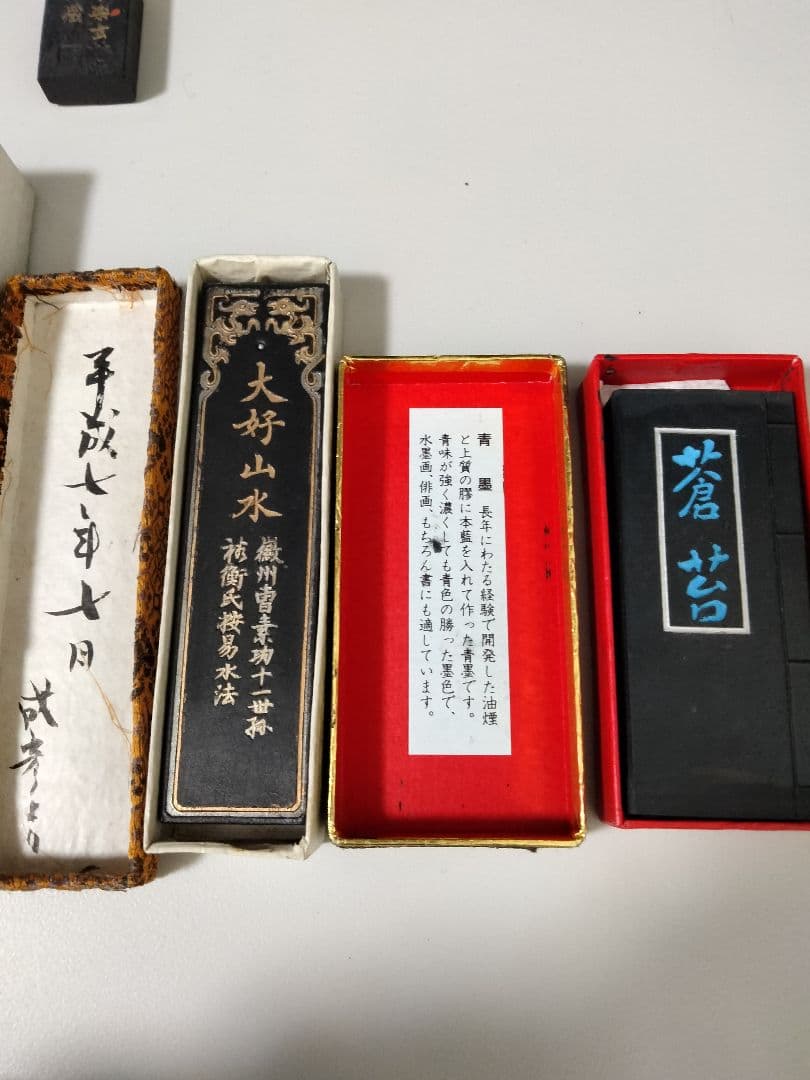 平成七年七月
成孝より
大好山水
徽州曹素功十一世孫
裱衡氏按易水法
青墨 長年にわたる経験で開発した油煙
と上質の膠に本藍を入れて作った青墨です。
青味が強く濃くしても青色の勝った墨色で、
水墨画、俳画、もちろん書にも適しています。
蒼苔